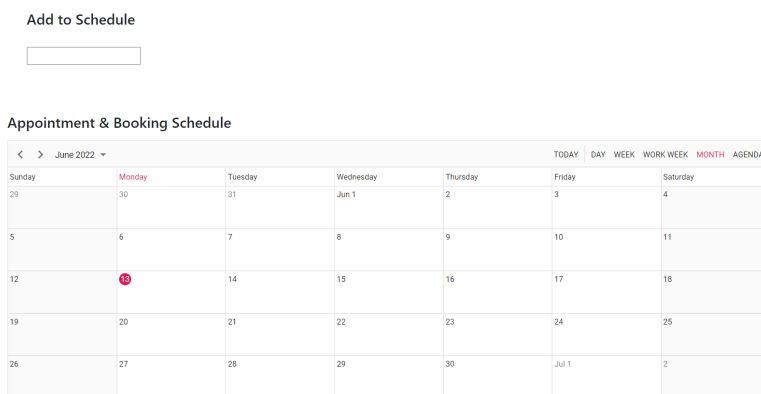 Add to Schedule
Appointment & Booking Schedule
June 2022 TODAY DAY WEEK WORK WEEK MONTH AGENDA
Sunday Monday Tuesday Wednesday Thursday Friday Saturday
29 30 31 Jun 1 2 3 4
5 6 7 8 9 10 11
12 13 14 15 16 17 18
19 20 21 22 23 24 25
26 27 28 29 30 Jul 1 2